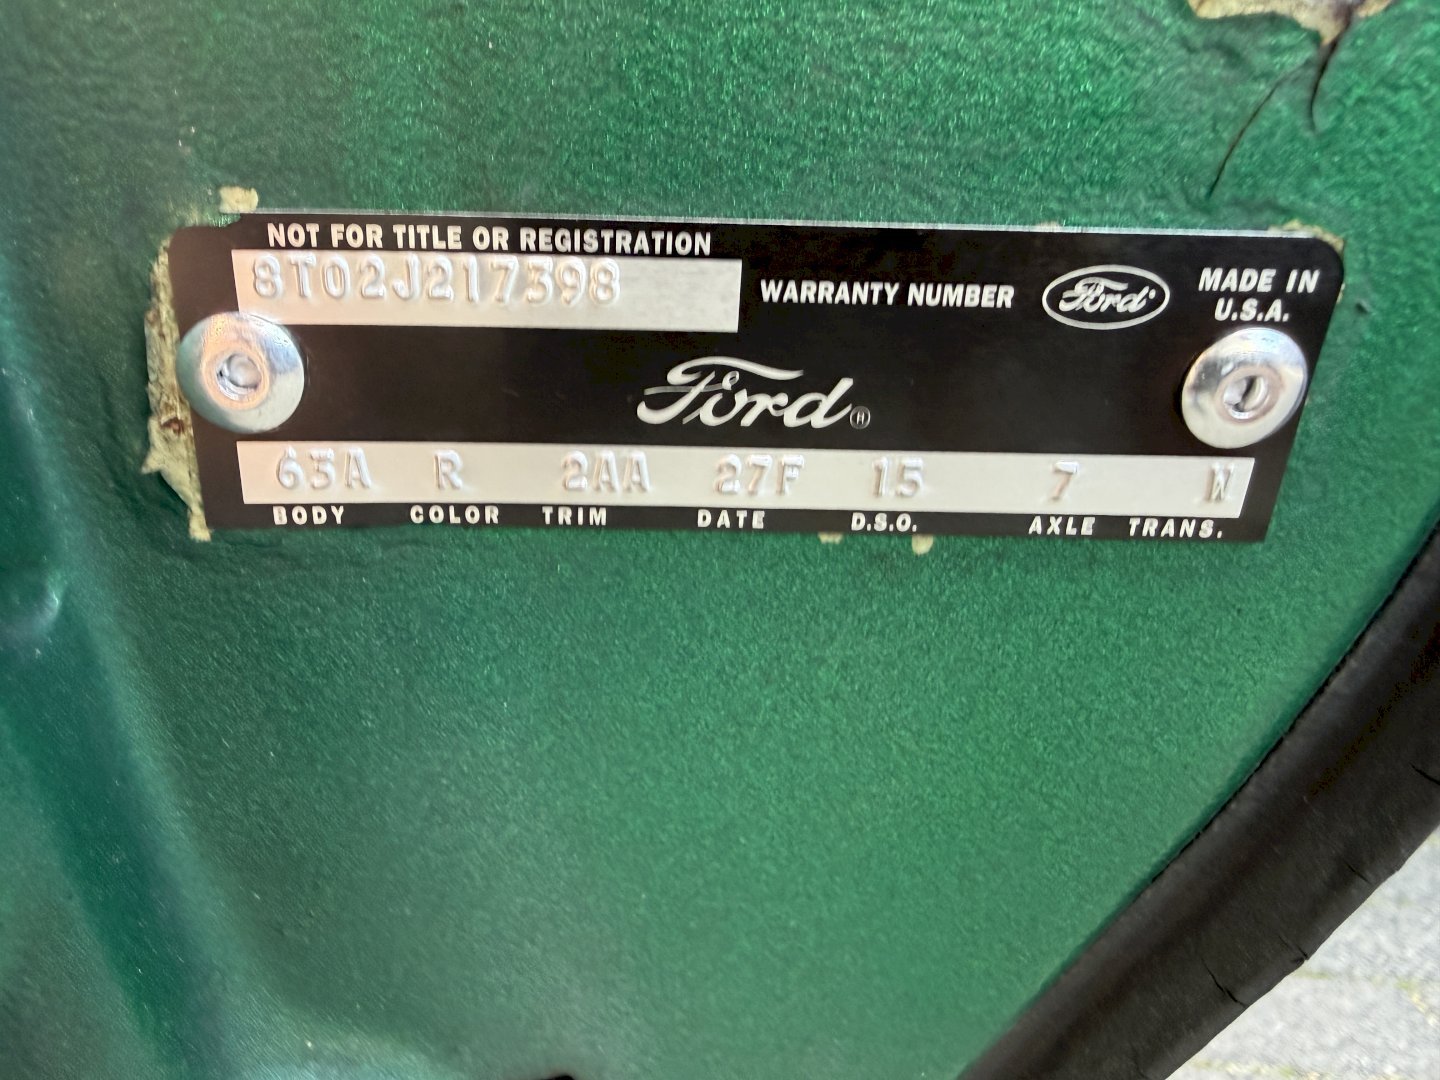 NOT FOR TITLE OR REGISTRATION
8T02J217398
WARRANTY NUMBER
Ford
MADE IN
U.S.A.
Ford®
63A R 2AA 27F 15 7 W
BODY COLOR TRIM DATE D.S.O. AXLE TRANS.